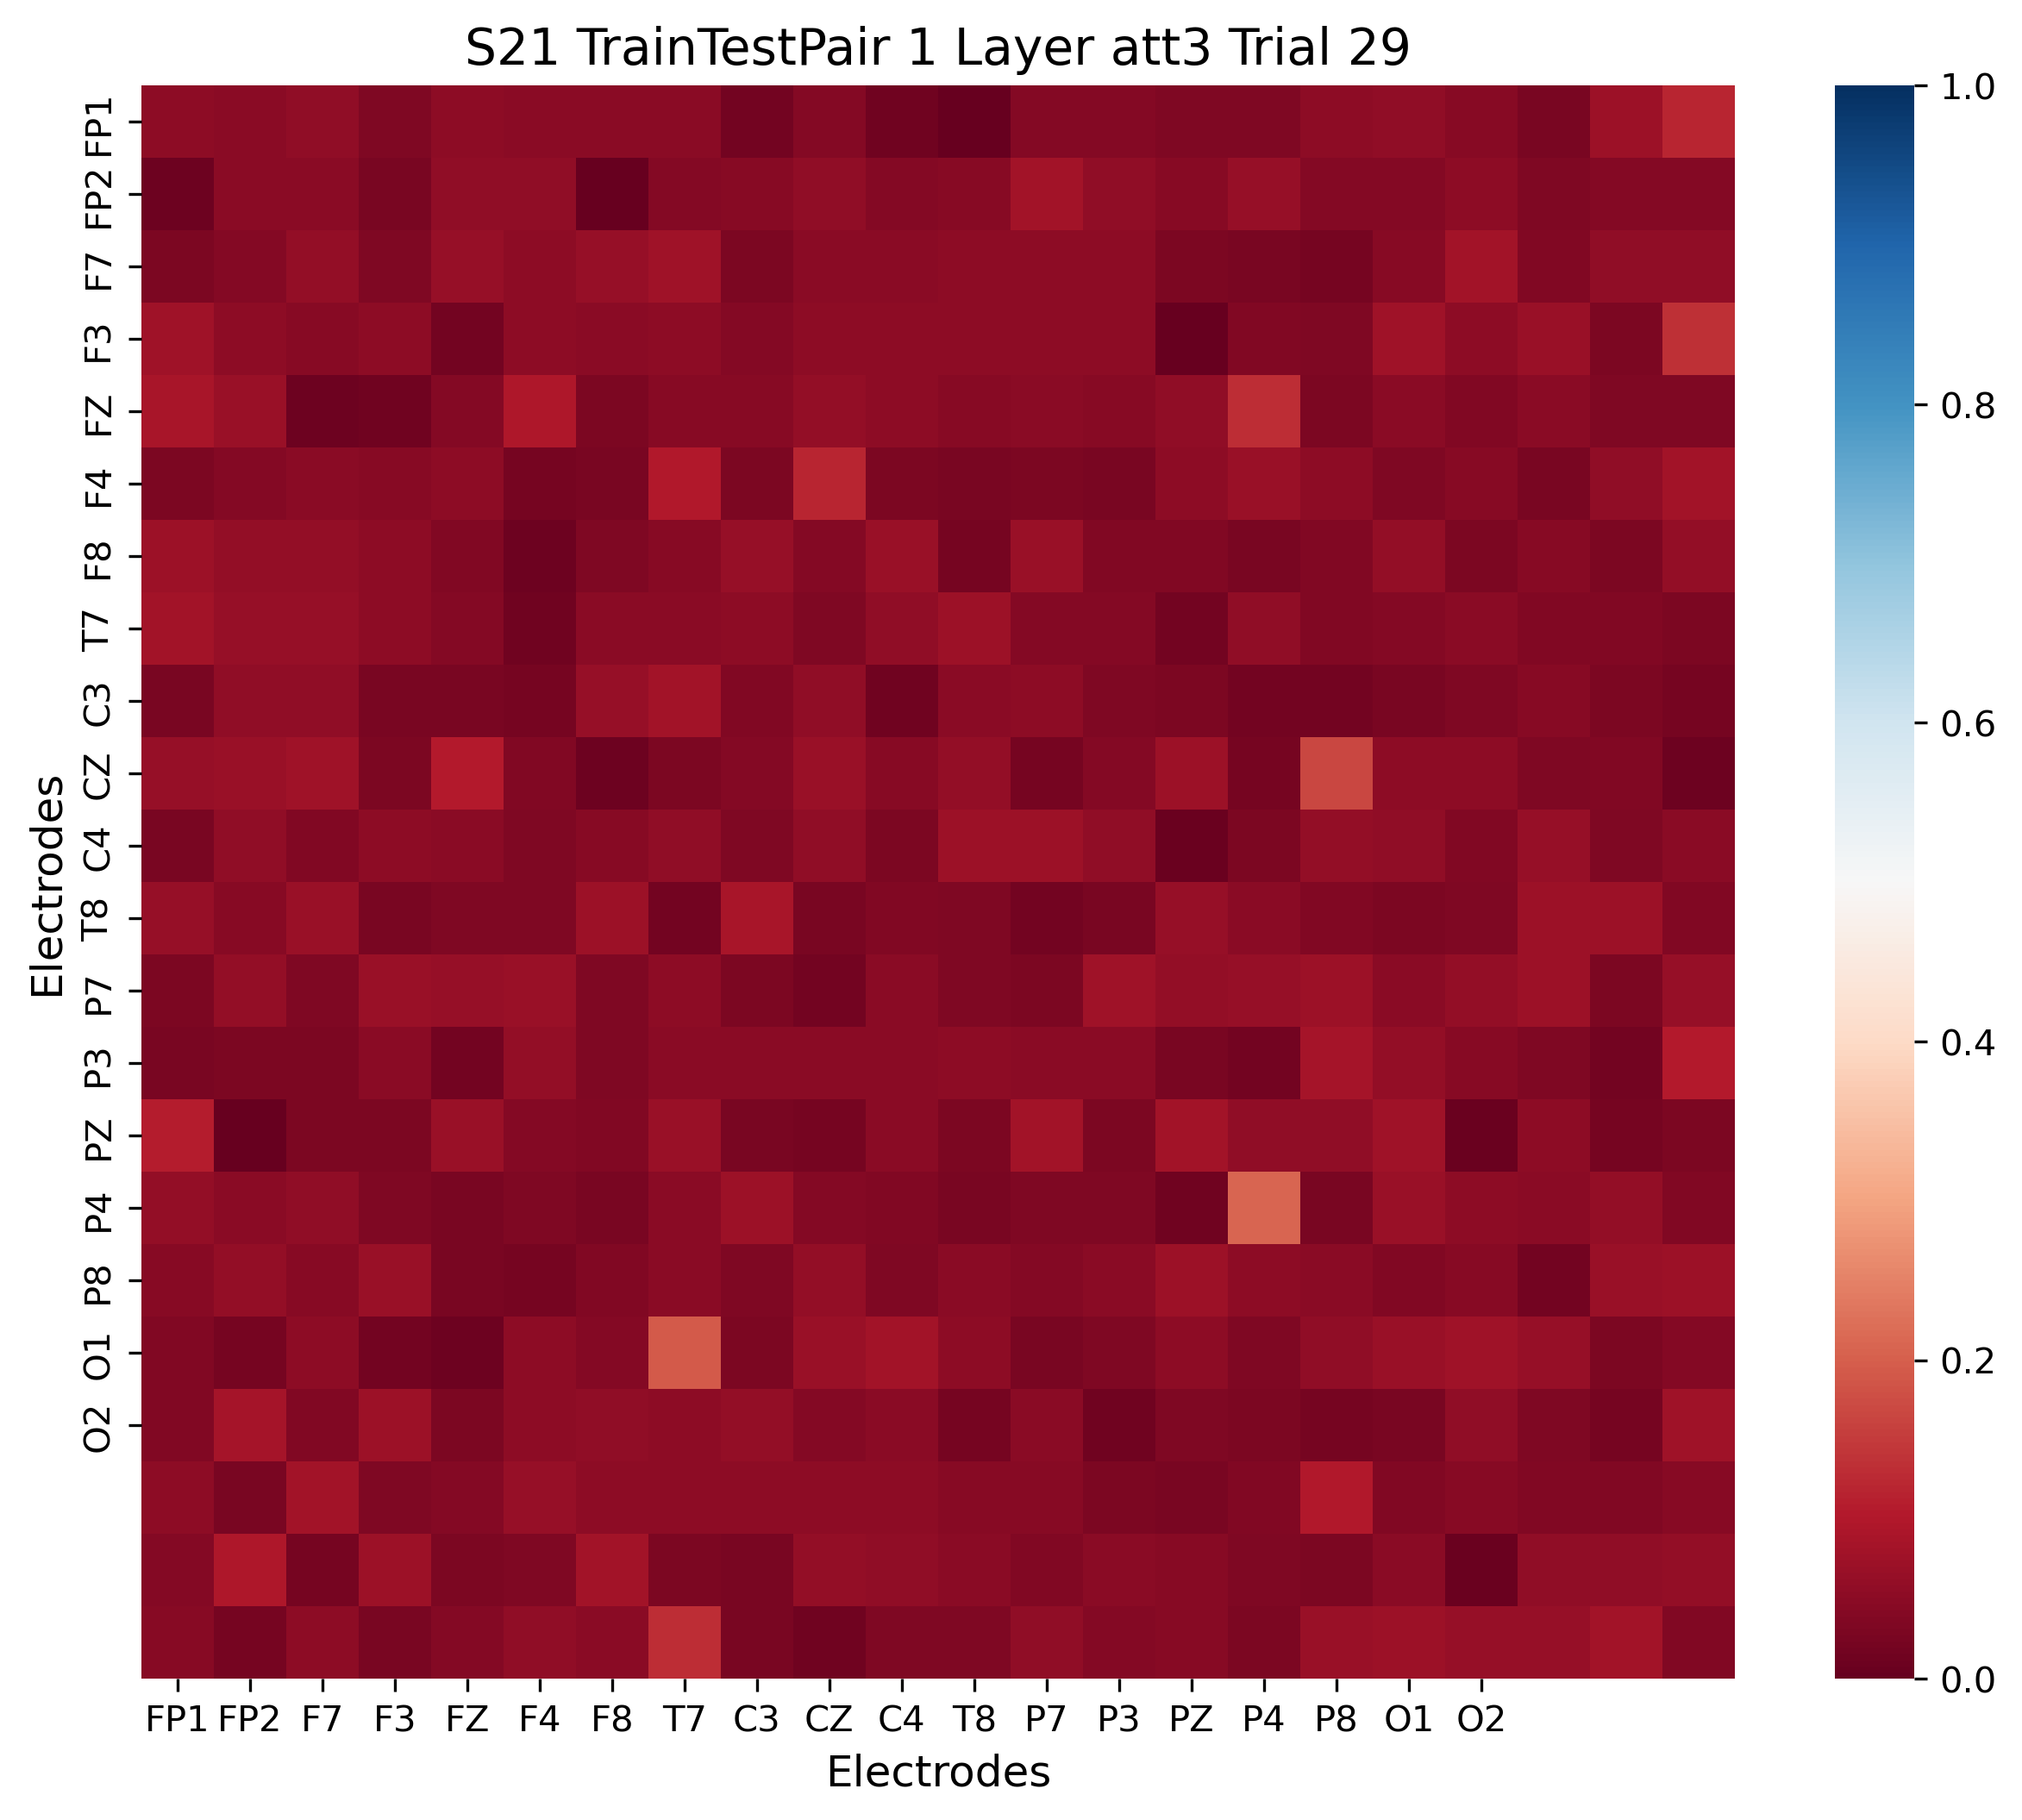 S21 TrainTestPair 1 Layer att3 Trial 29
Electrodes
FP1
FP2
F7
F3
FZ
F4
F8
T7
C3
CZ
C4
T8
P7
P3
PZ
P4
P8
O1
O2
FP1 FP2 F7 F3 FZ F4 F8 T7 C3 CZ C4 T8 P7 P3 PZ P4 P8 O1 O2
Electrodes
1.0
0.8
0.6
0.4
0.2
0.0